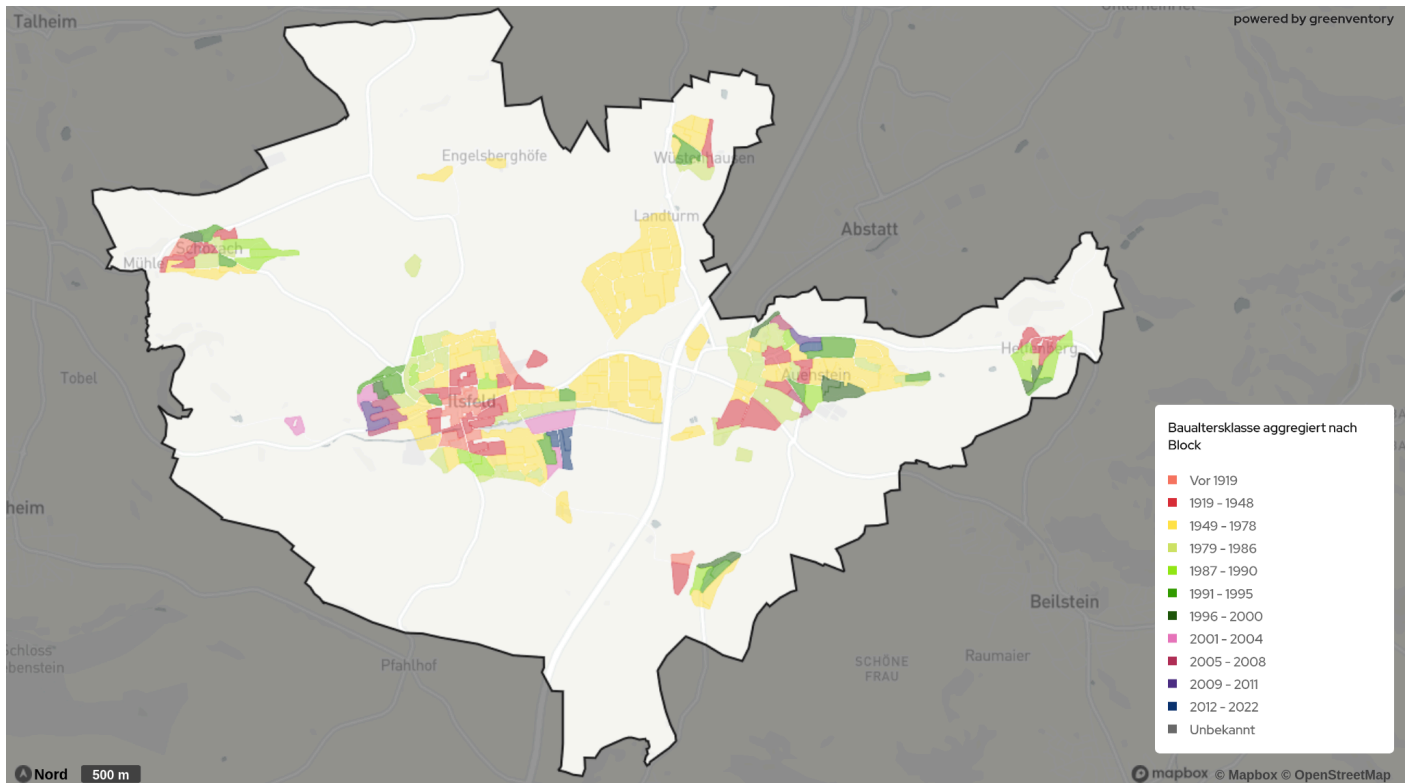 Talheim
powered by greenventory
Engelsberghöfe
Wüstenhausen
Landturm
Abstatt
Schozach
Mühle
Helfenberg
Tobel
Auenstein
Ilsfeld
Baualtersklasse aggregiert nach
Block
Vor 1919
1919 - 1948
1949 - 1978
1979 - 1986
1987 - 1990
1991 - 1995
1996 - 2000
2001 - 2004
2005 - 2008
2009 - 2011
2012 - 2022
Unbekannt
heim
Beilstein
Pfahlhof
SCHÖNE
FRAU
Raumaier
Nord
500 m
mapbox © Mapbox © OpenStreetMap